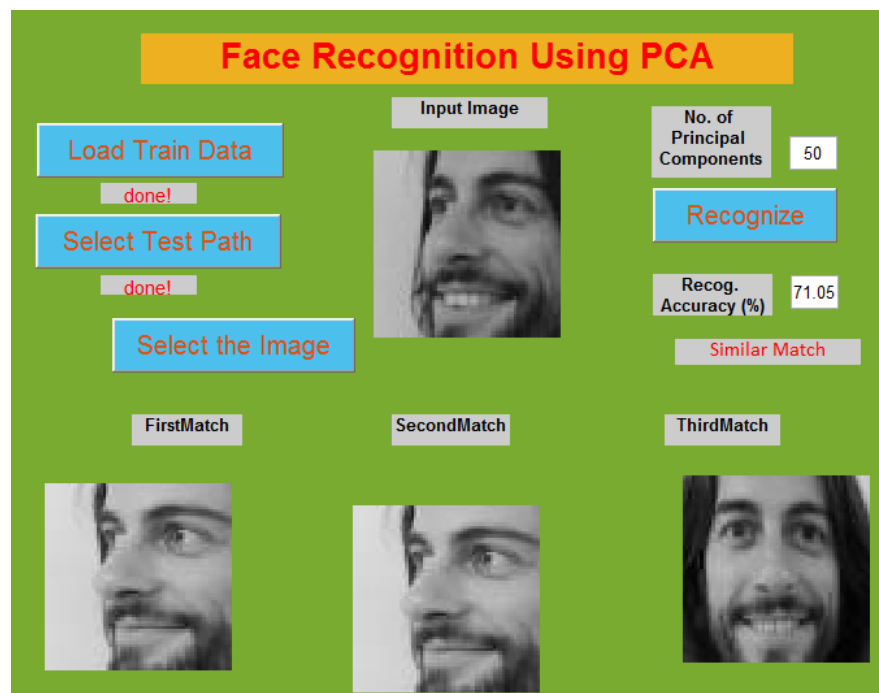 Face Recognition Using PCA
Load Train Data
done!
Select Test Path
done!
Select the Image
Input Image
No. of
Principal
Components
50
Recognize
Recog.
Accuracy (%)
71.05
Similar Match
FirstMatch
SecondMatch
ThirdMatch